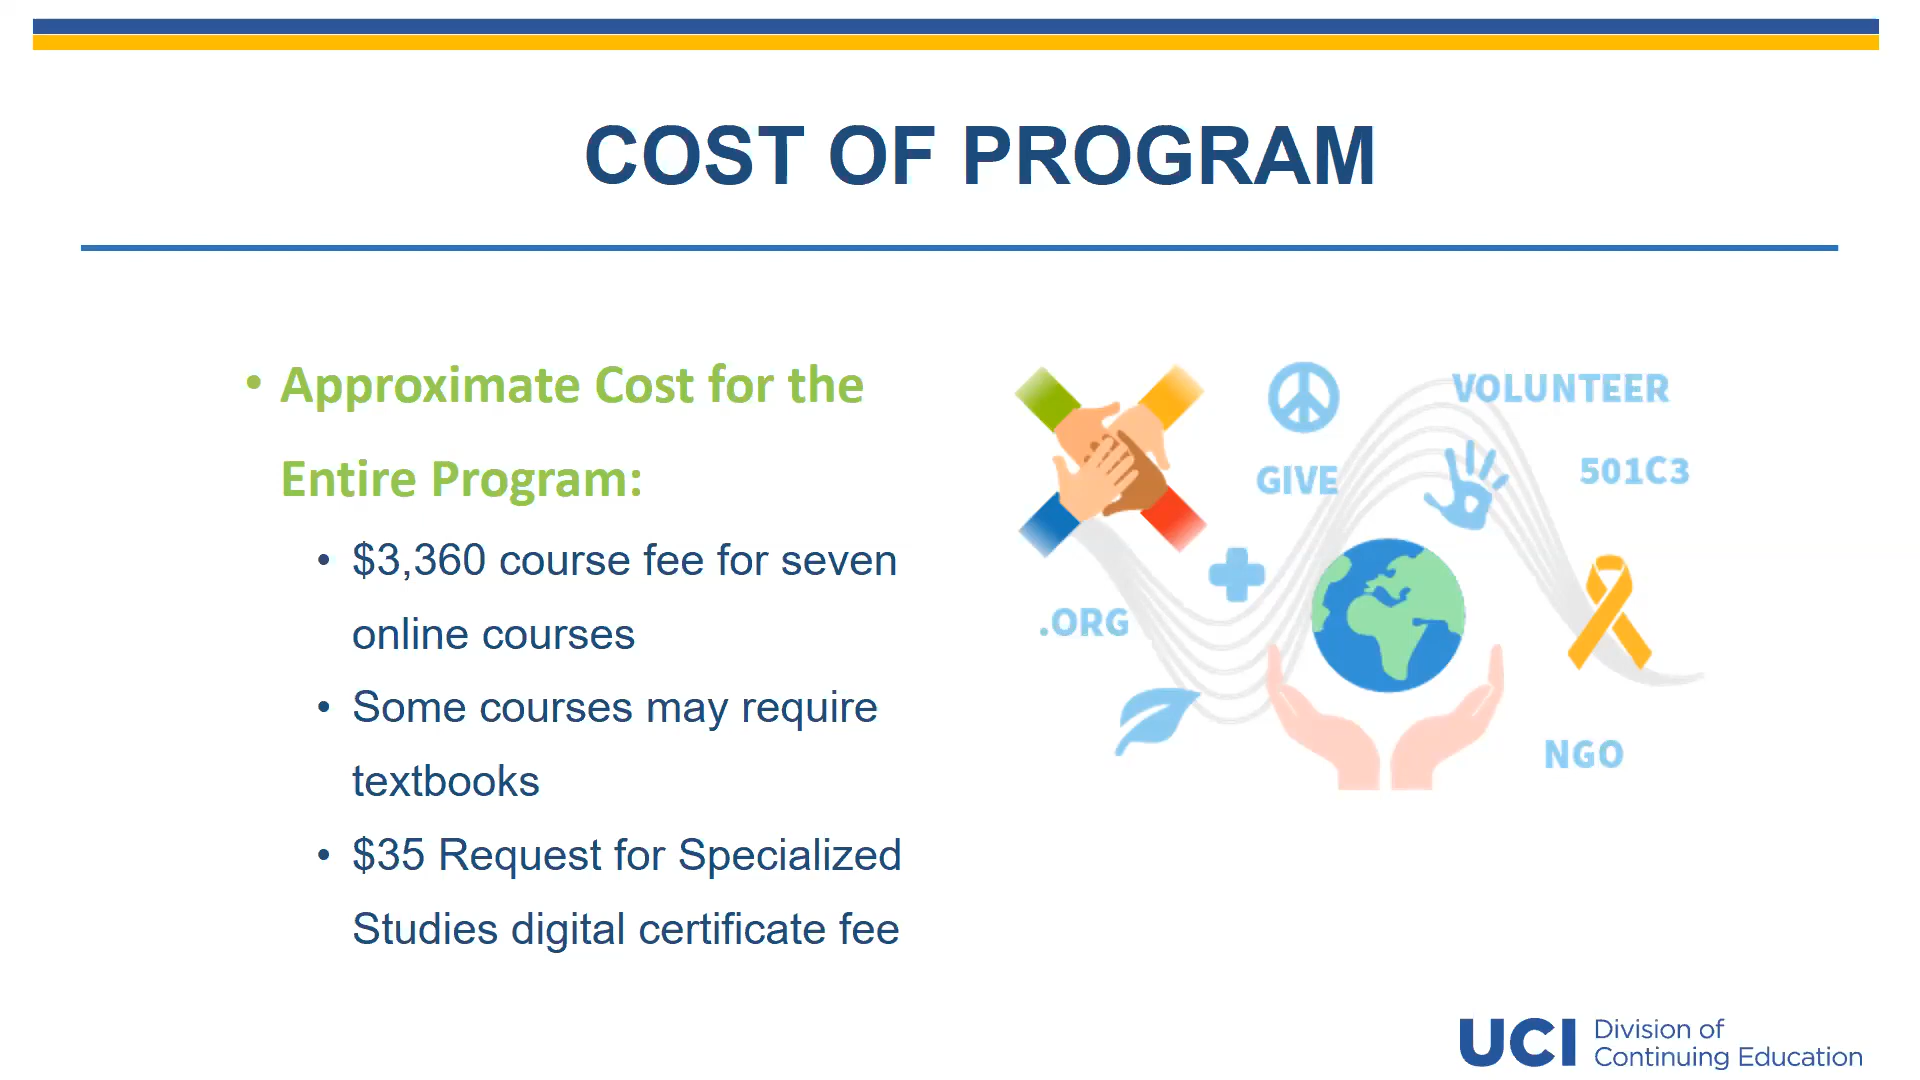 COST OF PROGRAM
• Approximate Cost for the
Entire Program:
• $3,360 course fee for seven
online courses
• Some courses may require
textbooks
• $35 Request for Specialized
Studies digital certificate fee
VOLUNTEER
GIVE
501C3
.ORG
NGO
UCI Division of
Continuing Education